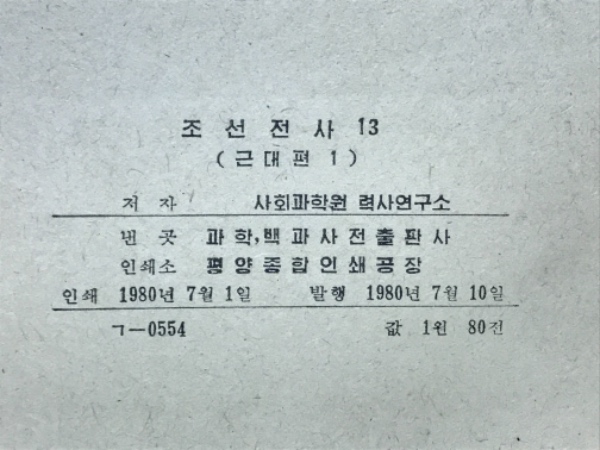 조선전사 13
(근대편 1)
저자 사회과학원 력사연구소
낸곳 과학, 백과사전출판사
인쇄소 평양종합인쇄공장
인쇄 1980년 7월 1일 발행 1980년 7월 10일
ㄱ—0554 값 1원 80전